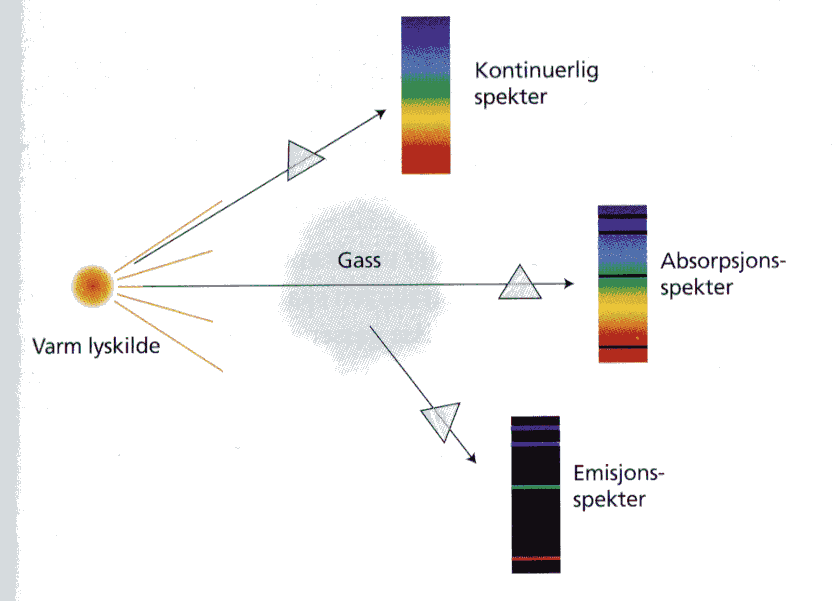 Kontinuerlig
spekter
Gass
Absorpsjons-
spekter
Varm lyskilde
Emisjons-
spekter